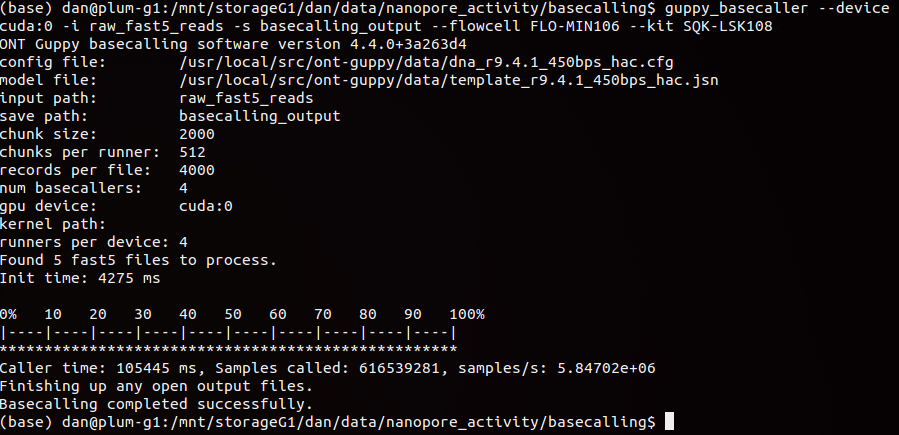 (base) dan@plum-g1:/mnt/storageG1/dan/data/nanopore_activity/basecalling$ guppy_basecaller --device
cuda:0 -i raw_fast5_reads -s basecalling_output --flowcell FLO-MIN106 --kit SQK-LSK108
ONT Guppy basecalling software version 4.4.0+3a263d4
config file:        /usr/local/src/ont-guppy/data/dna_r9.4.1_450bps_hac.cfg
model file:         /usr/local/src/ont-guppy/data/template_r9.4.1_450bps_hac.jsn
input path:         raw_fast5_reads
save path:          basecalling_output
chunk size:         2000
chunks per runner:  512
records per file:   4000
num basecallers:    4
gpu device:         cuda:0
kernel path:
runners per device: 4
Found 5 fast5 files to process.
Init time: 4275 ms

0%   10   20   30   40   50   60   70   80   90   100%
|----|----|----|----|----|----|----|----|----|----|
***************************************************
Caller time: 105445 ms, Samples called: 616539281, samples/s: 5.84702e+06
Finishing up any open output files.
Basecalling completed successfully.
(base) dan@plum-g1:/mnt/storageG1/dan/data/nanopore_activity/basecalling$